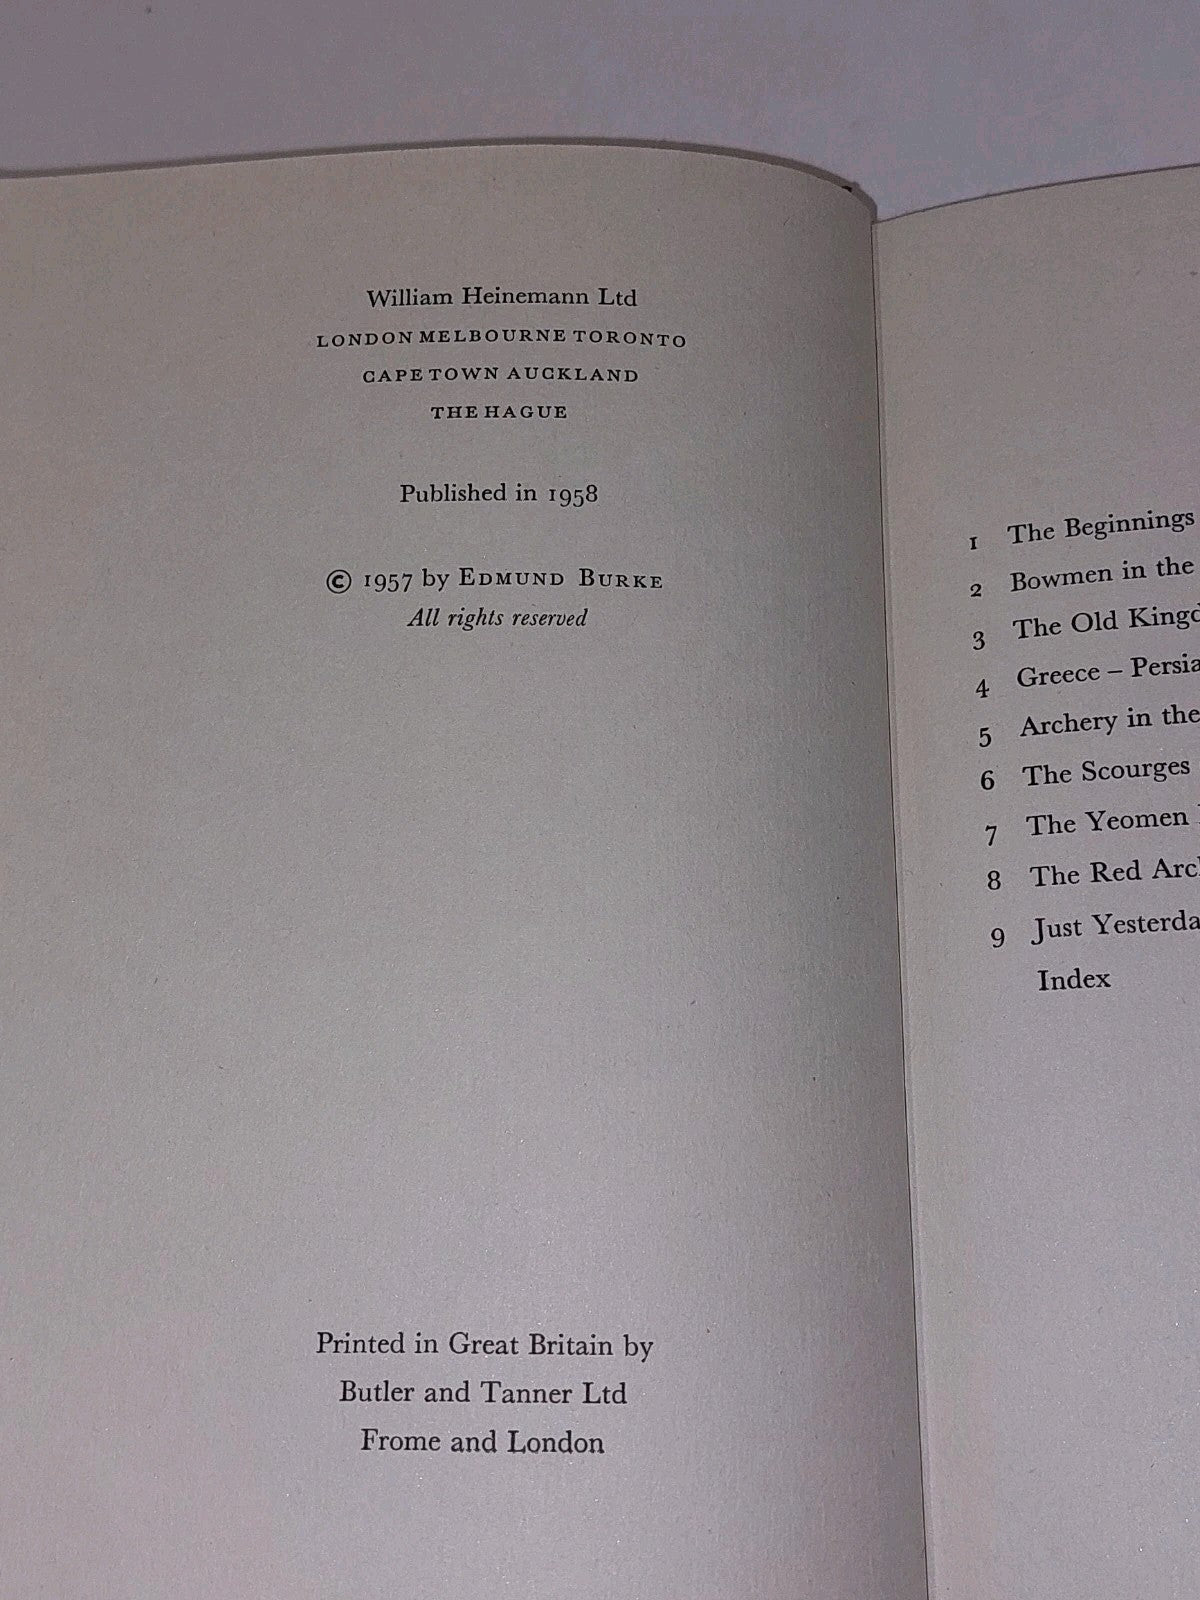 William Heinemann Ltd
LONDON MELBOURNE TORONTO
CAPE TOWN AUCKLAND
THE HAGUE
Published in 1958
© 1957 by EDMUND BURKE
All rights reserved
Printed in Great Britain by
Butler and Tanner Ltd
Frome and London
1 The Beginnings
2 Bowmen in the
3 The Old
4 Greece – Persia
5 Archery in the
6 The Scourges
7 The Yeomen
8 The Red
9 Just
Index